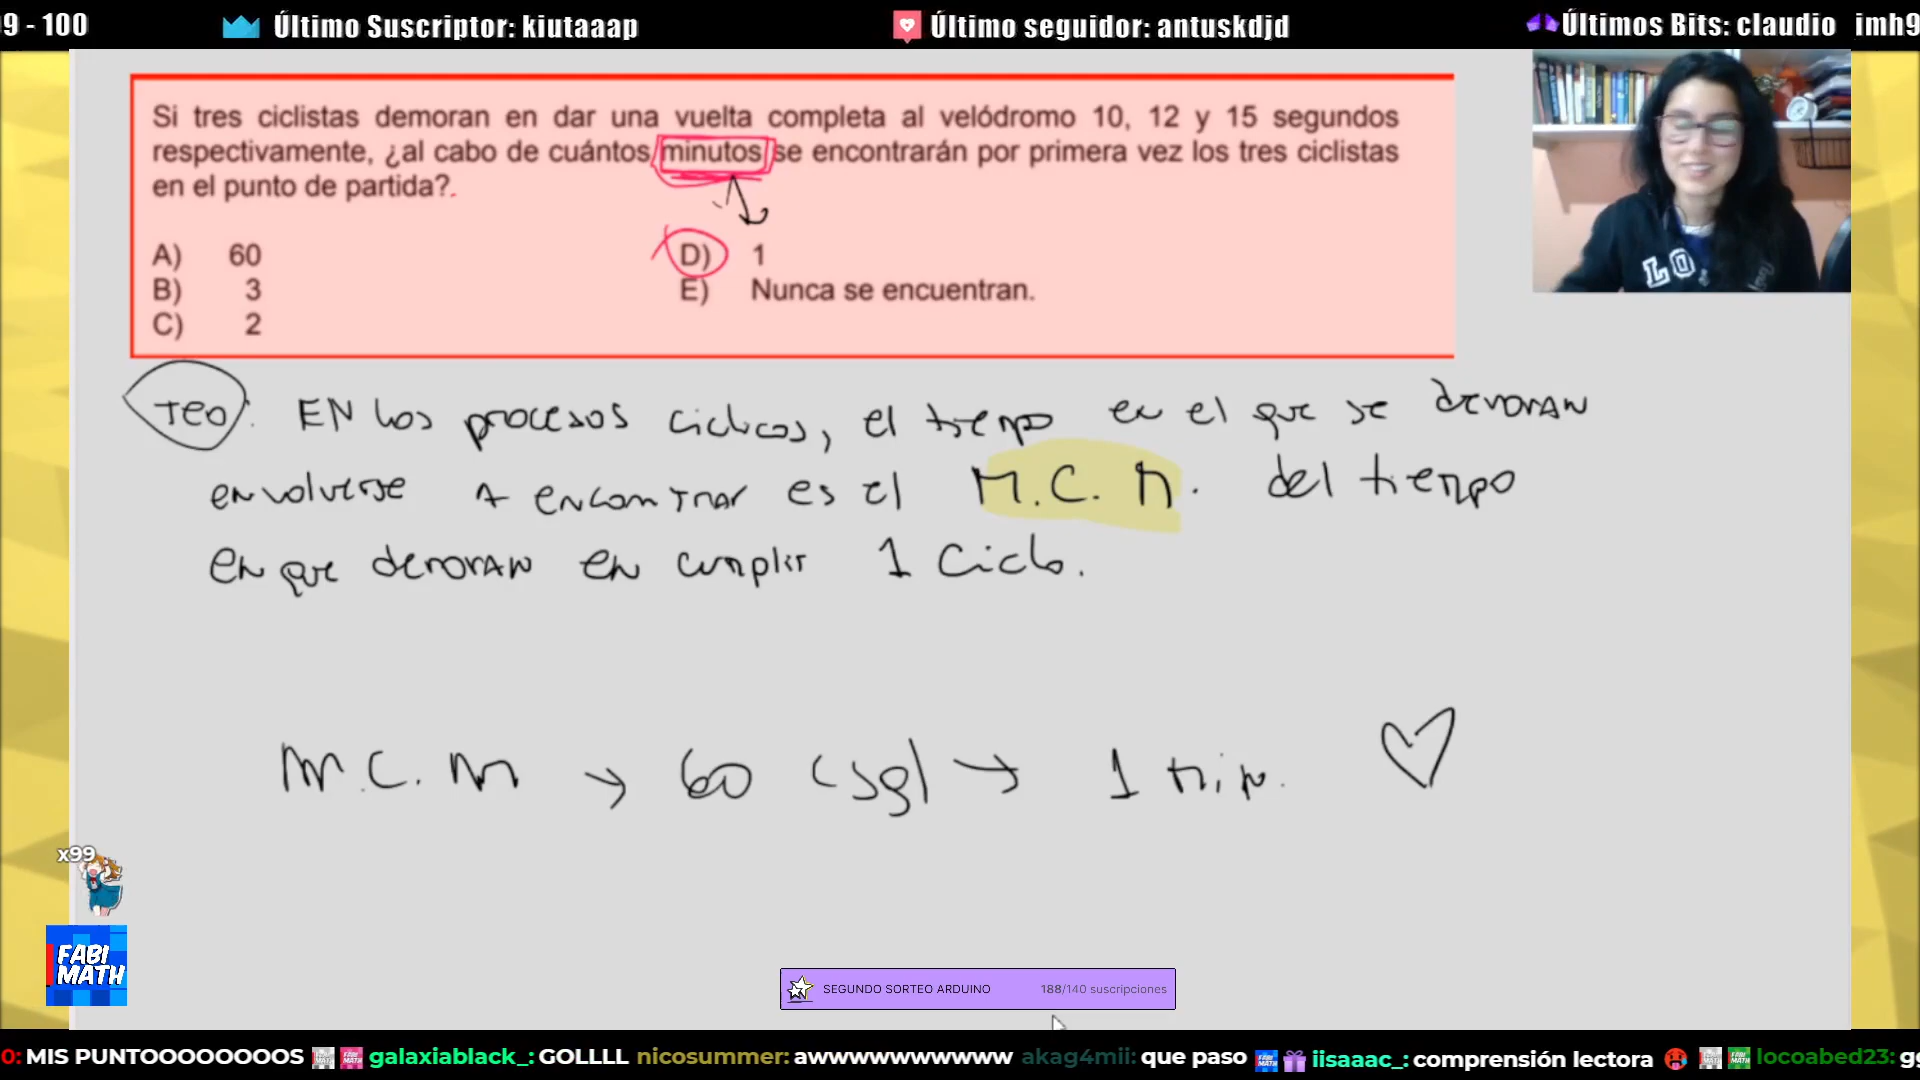 9 - 100
Último Suscriptor: kiutaaap
Último seguidor: antuskdjd
Últimos Bits: claudio_imh9
Si tres ciclistas demoran en dar una vuelta completa al velódromo 10, 12 y 15 segundos
respectivamente, ¿al cabo de cuántos minutos se encontrarán por primera vez los tres ciclistas
en el punto de partida?.
A) 60
B) 3
C) 2
D) 1
E) Nunca se encuentran.
LO
TEO: EN los procesos ciclicos, el tiempo en el que se demoran
en volverse A encontrar es el M.C.M. del tiempo
en que demoran en cumplir 1 Ciclo.
M.C.M → 60 (sg) → 1 min.
x99
FABI
MATH
SEGUNDO SORTEO ARDUINO 188/140 suscripciones
0: MIS PUNTOOOOOOOOS galaxiablack_: GOLLLL nicosummer: awwwwwwwwww akag4mii: que paso iisaaac_: comprensión lectora locoabed23: gg